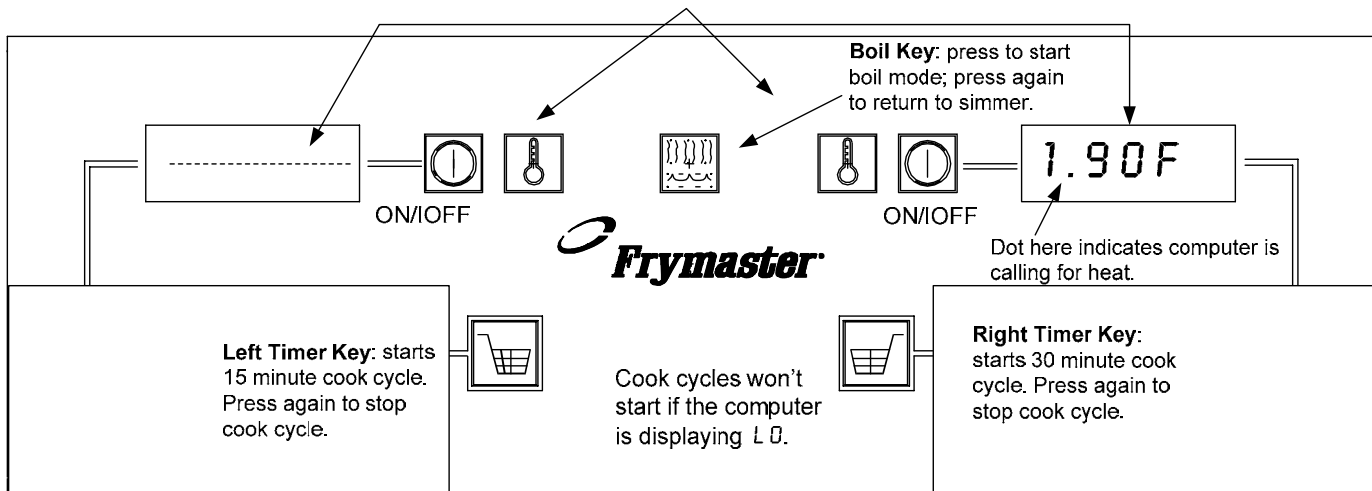 Boil Key: press to start
boil mode; press again
to return to simmer.
--------------------
1.90F
ON/IOFF
ON/IOFF
Dot here indicates computer is
calling for heat.
Frymaster
Left Timer Key: starts
15 minute cook cycle.
Press again to stop
cook cycle.
Cook cycles won't
start if the computer
is displaying LO.
Right Timer Key:
starts 30 minute cook
cycle. Press again to
stop cook cycle.